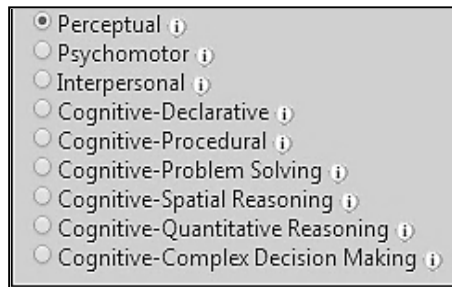 Perceptual i
Psychomotor i
Interpersonal i
Cognitive-Declarative i
Cognitive-Procedural i
Cognitive-Problem Solving i
Cognitive-Spatial Reasoning i
Cognitive-Quantitative Reasoning i
Cognitive-Complex Decision Making i